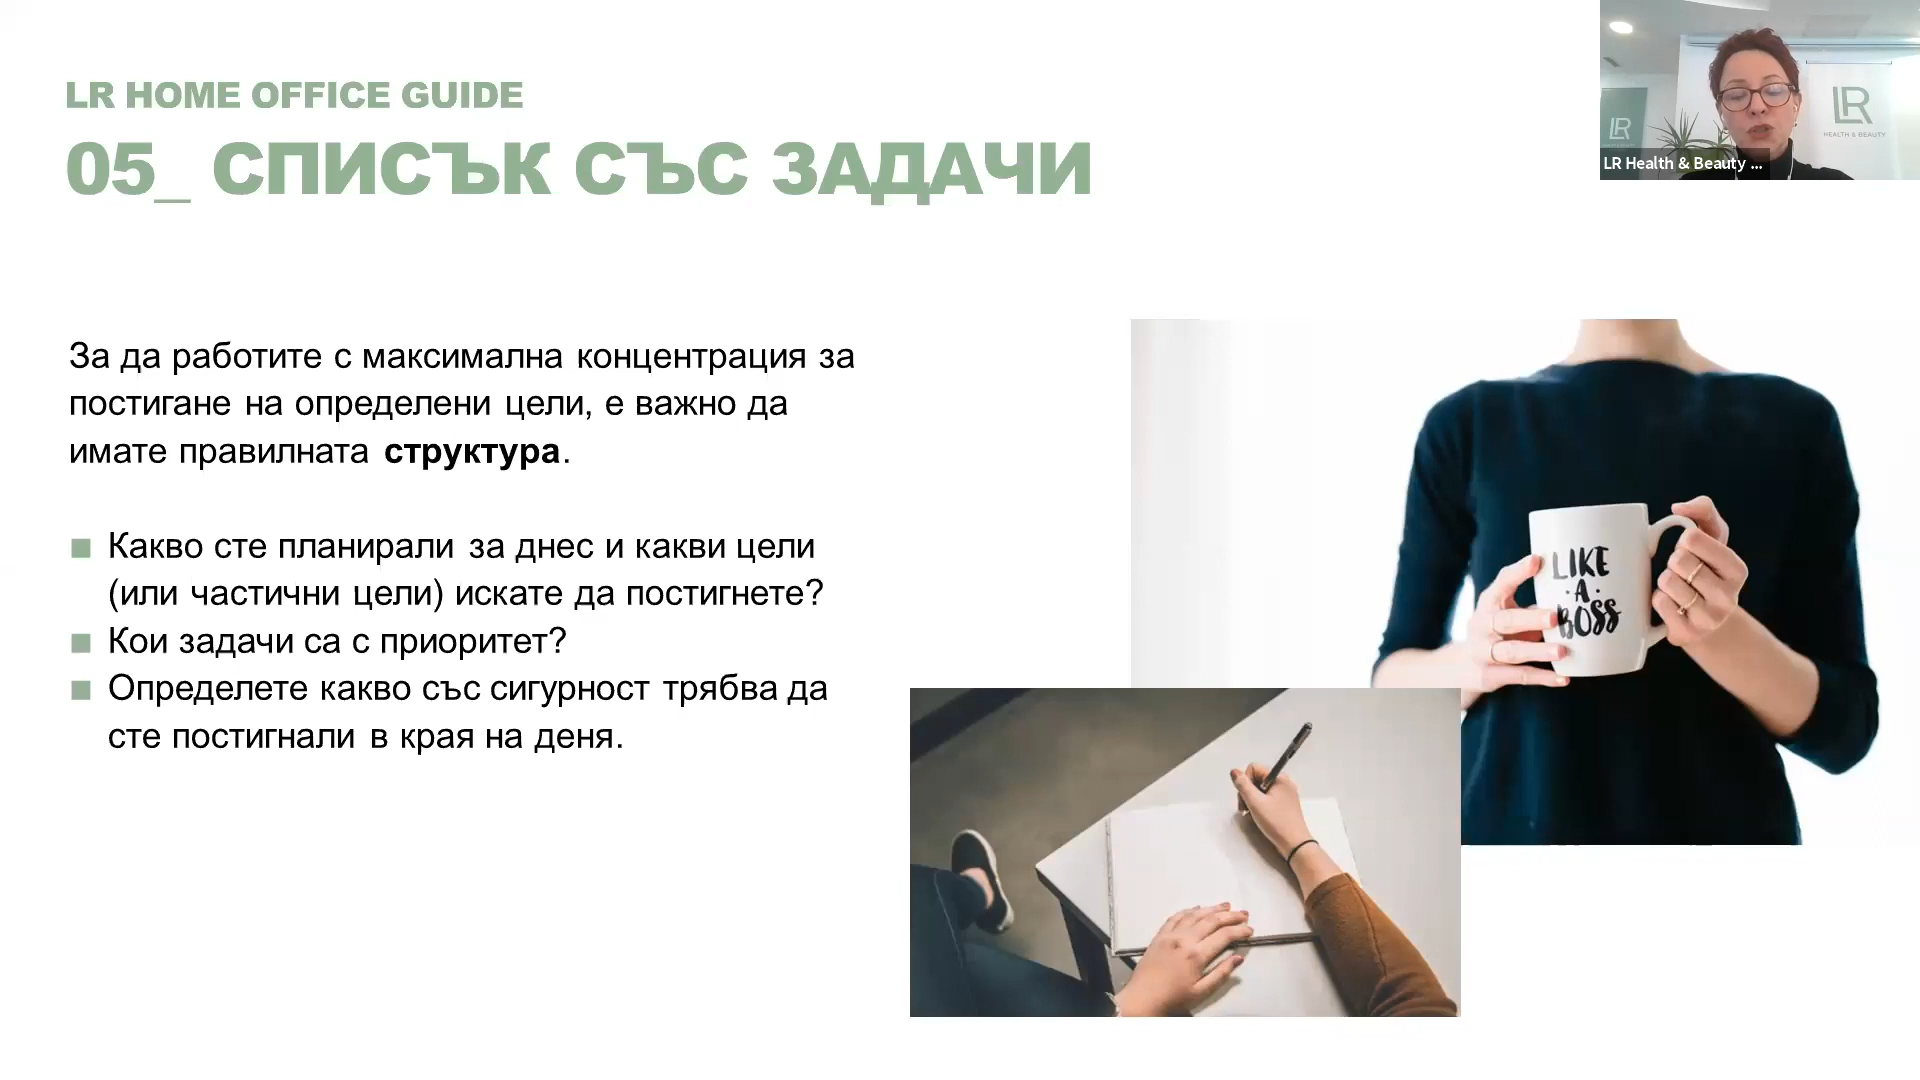 LR HOME OFFICE GUIDE
05_ СПИСЪК СЪС ЗАДАЧИ
За да работите с максимална концентрация за
постигане на определени цели, е важно да
имате правилната структура.
Какво сте планирали за днес и какви цели
(или частични цели) искате да постигнете?
Кои задачи са с приоритет?
Определете какво със сигурност трябва да
сте постигнали в края на деня.
LIKE
·A·
BOSS
LR
LR
HEALTH & BEAUTY
LR Health & Beauty ...